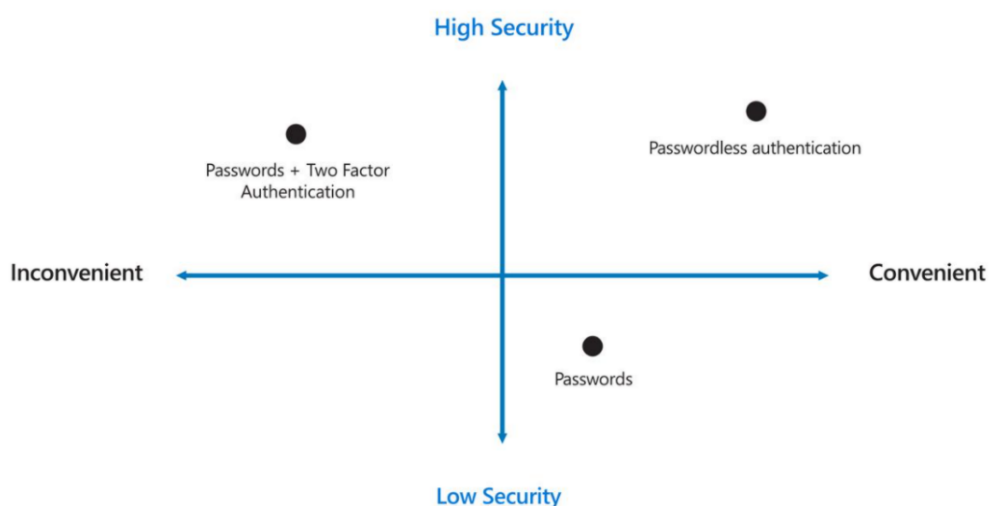 High Security
Passwords + Two Factor
Authentication
Passwordless authentication
Inconvenient
Convenient
Passwords
Low Security